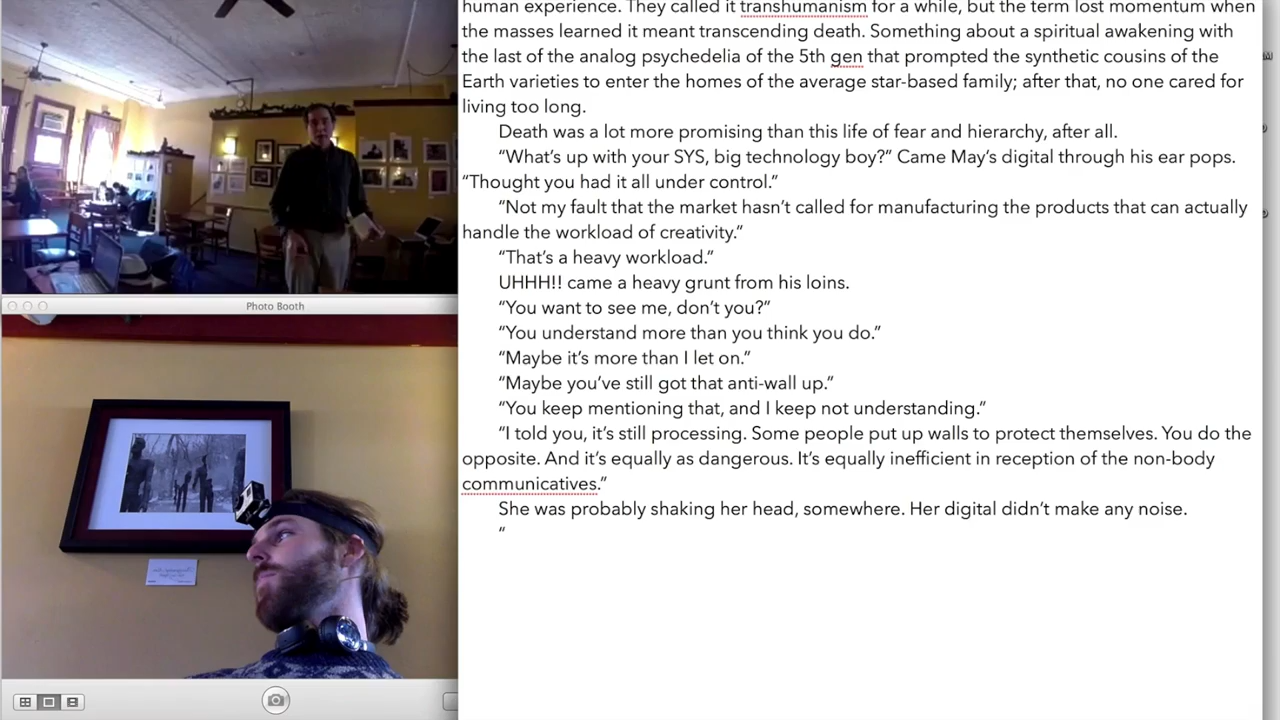 human experience. They called it transhumanism for a while, but the term lost momentum when
the masses learned it meant transcending death. Something about a spiritual awakening with
the last of the analog psychedelia of the 5th gen that prompted the synthetic cousins of the
Earth varieties to enter the homes of the average star-based family; after that, no one cared for
living too long.
Death was a lot more promising than this life of fear and hierarchy, after all.
“What’s up with your SYS, big technology boy?” Came May’s digital through his ear pops.
“Thought you had it all under control.”
“Not my fault that the market hasn’t called for manufacturing the products that can actually
handle the workload of creativity.”
“That’s a heavy workload.”
UHHH!! came a heavy grunt from his loins.
“You want to see me, don’t you?”
“You understand more than you think you do.”
“Maybe it’s more than I let on.”
“Maybe you’ve still got that anti-wall up.”
“You keep mentioning that, and I keep not understanding.”
“I told you, it’s still processing. Some people put up walls to protect themselves. You do the
opposite. And it’s equally as dangerous. It’s equally inefficient in reception of the non-body
communicatives.”
She was probably shaking her head, somewhere. Her digital didn’t make any noise.
“
Photo Booth